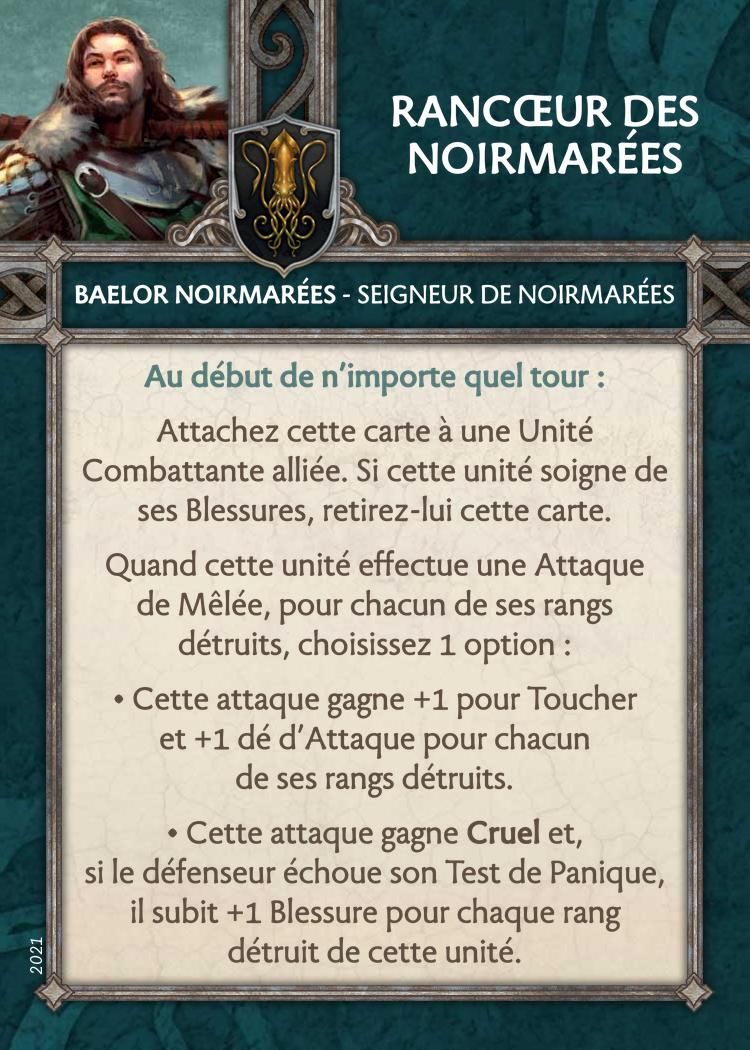 RANCŒUR DES
NOIRMARÉES
BAELOR NOIRMARÉES - SEIGNEUR DE NOIRMARÉES
Au début de n'importe quel tour :
Attachez cette carte à une Unité
Combattante alliée. Si cette unité soigne de
ses Blessures, retirez-lui cette carte.
Quand cette unité effectue une Attaque
de Mêlée, pour chacun de ses rangs
détruits, choisissez 1 option :
• Cette attaque gagne +1 pour Toucher
et +1 dé d'Attaque pour chacun
de ses rangs détruits.
• Cette attaque gagne Cruel et,
si le défenseur échoue son Test de Panique,
il subit +1 Blessure pour chaque rang
détruit de cette unité.
2021